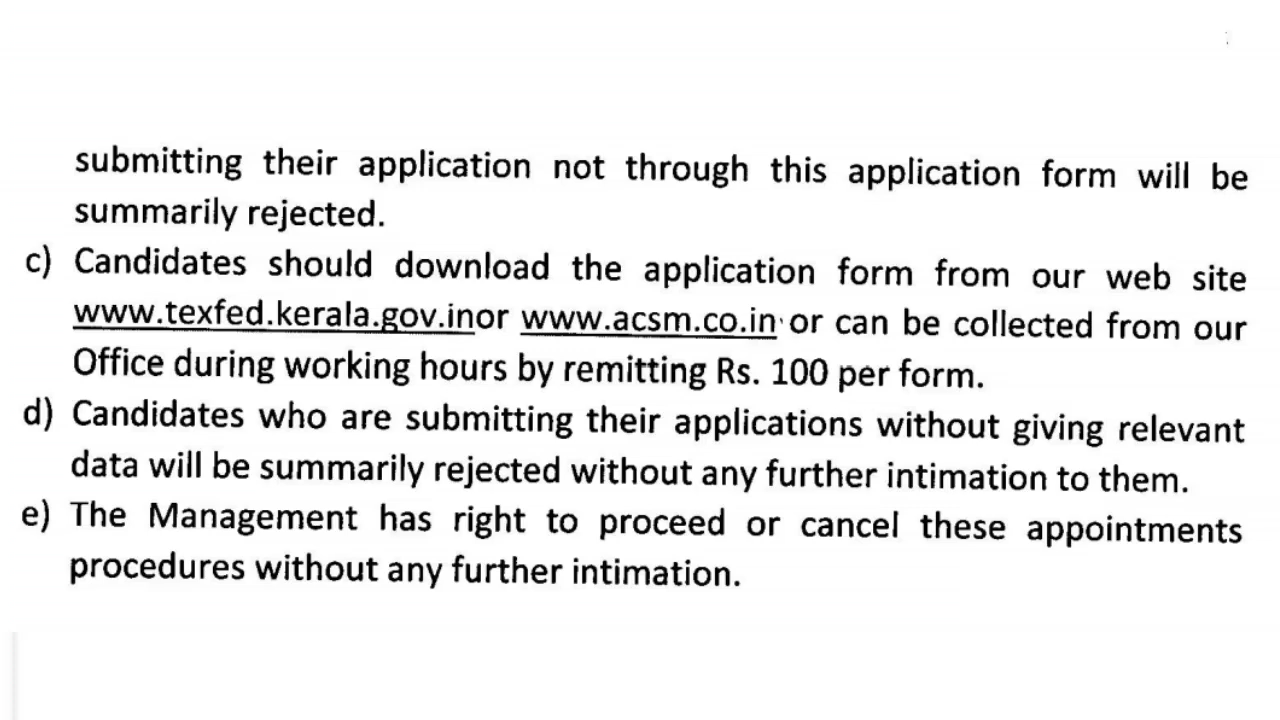 submitting their application not through this application form will be
summarily rejected.
c) Candidates should download the application form from our web site
www.texfed.kerala.gov.inor www.acsm.co.in or can be collected from our
Office during working hours by remitting Rs. 100 per form.
d) Candidates who are submitting their applications without giving relevant
data will be summarily rejected without any further intimation to them.
e) The Management has right to proceed or cancel these appointments
procedures without any further intimation.